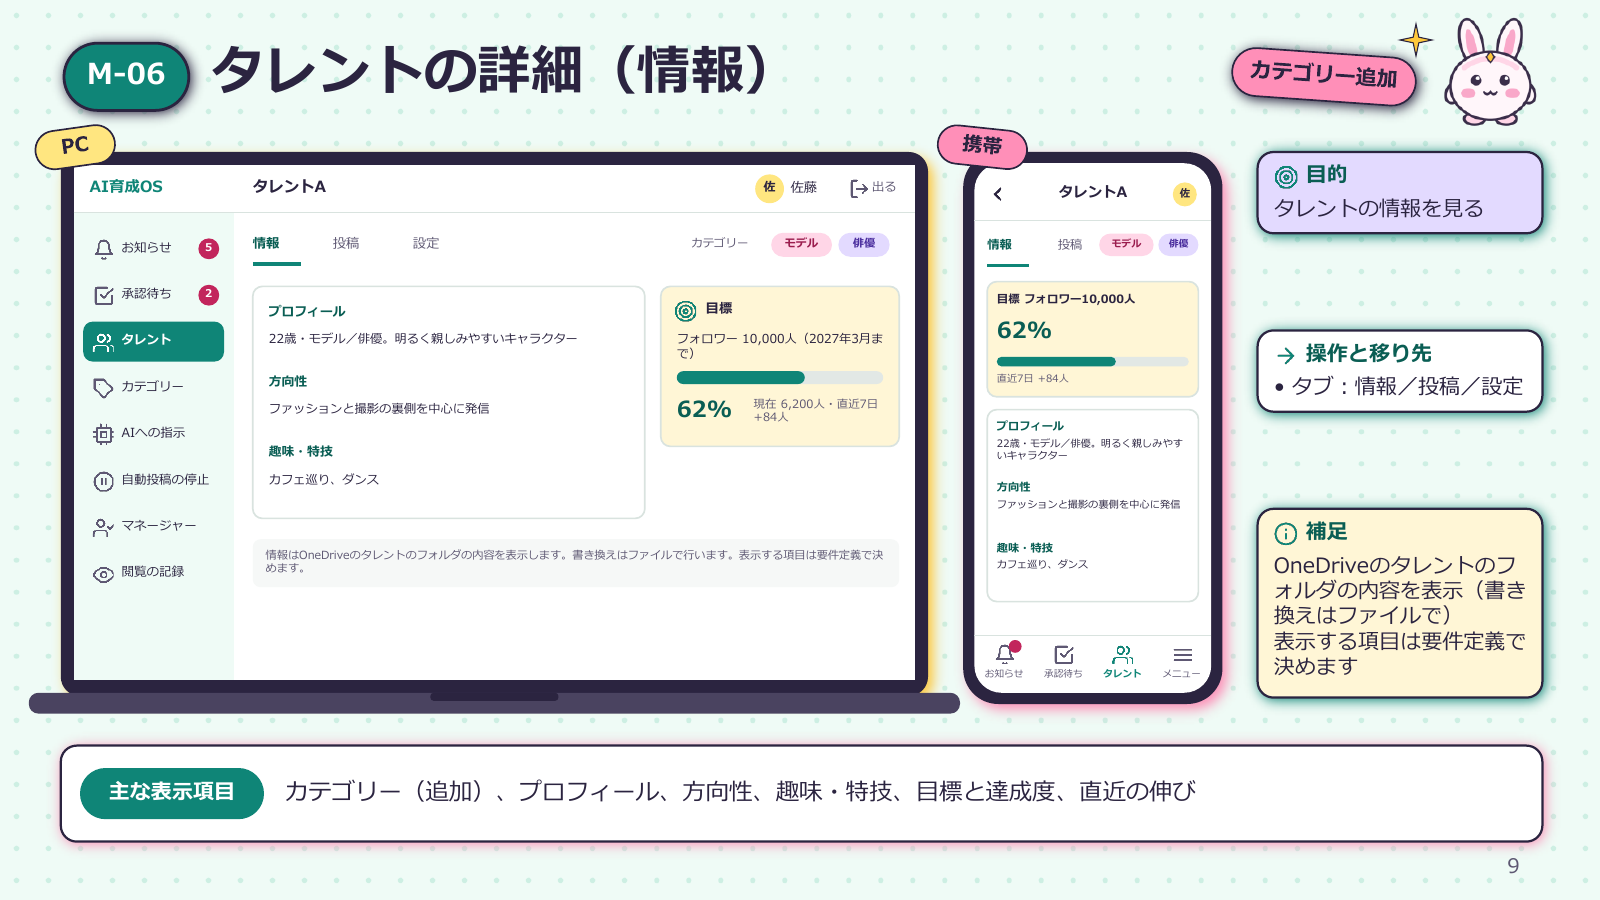 M-06
タレントの詳細（情報）
カテゴリー追加
PC
AI育成OS
タレントA
佐
佐藤
出る
お知らせ
5
承認待ち
2
タレント
カテゴリー
AIへの指示
自動投稿の停止
マネージャー
閲覧の記録
情報
投稿
設定
カテゴリー
モデル
俳優
プロフィール
22歳・モデル／俳優。明るく親しみやすいキャラクター
方向性
ファッションと撮影の裏側を中心に発信
趣味・特技
カフェ巡り、ダンス
目標
フォロワー 10,000人（2027年3月ま
で）
62%
現在 6,200人・直近7日
+84人
情報はOneDriveのタレントのフォルダの内容を表示します。書き換えはファイルで行います。表示する項目は要件定義で決
めます。
携帯
タレントA
佐
情報
投稿
モデル
俳優
目標 フォロワー10,000人
62%
直近7日 +84人
プロフィール
22歳・モデル／俳優。明るく親しみやす
いキャラクター
方向性
ファッションと撮影の裏側を中心に発信
趣味・特技
カフェ巡り、ダンス
お知らせ
承認待ち
タレント
メニュー
目的
タレントの情報を見る
操作と移り先
• タブ：情報／投稿／設定
補足
OneDriveのタレントのフ
ォルダの内容を表示（書き
換えはファイルで）
表示する項目は要件定義で
決めます
主な表示項目
カテゴリー（追加）、プロフィール、方向性、趣味・特技、目標と達成度、直近の伸び
9